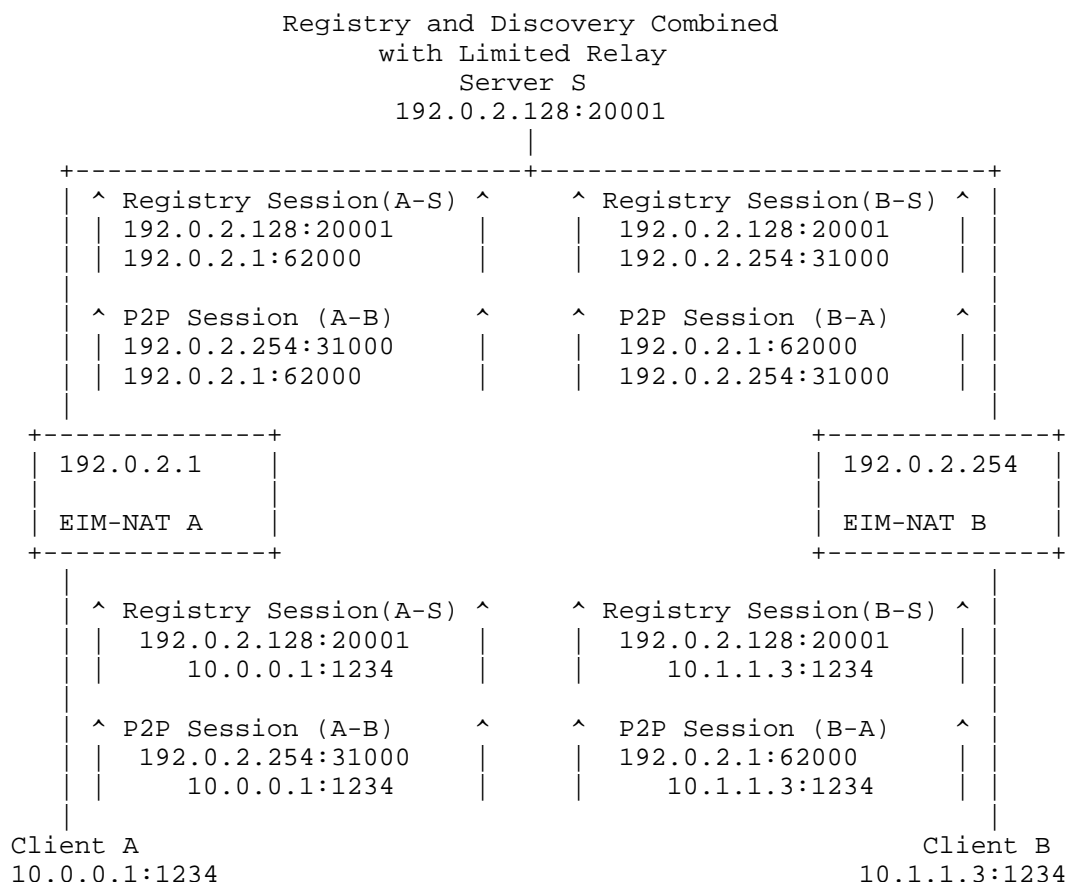 Registry and Discovery Combined
with Limited Relay
Server S
192.0.2.128:20001
^ Registry Session(A-S) ^ ^ Registry Session(B-S) ^
192.0.2.128:20001 192.0.2.128:20001
192.0.2.1:62000 192.0.2.254:31000
^ P2P Session (A-B) ^ ^ P2P Session (B-A) ^
192.0.2.254:31000 192.0.2.1:62000
192.0.2.1:62000 192.0.2.254:31000
192.0.2.1 192.0.2.254
EIM-NAT A EIM-NAT B
^ Registry Session(A-S) ^ ^ Registry Session(B-S) ^
192.0.2.128:20001 192.0.2.128:20001
10.0.0.1:1234 10.1.1.3:1234
^ P2P Session (A-B) ^ ^ P2P Session (B-A) ^
192.0.2.254:31000 192.0.2.1:62000
10.0.0.1:1234 10.1.1.3:1234
Client A Client B
10.0.0.1:1234 10.1.1.3:1234